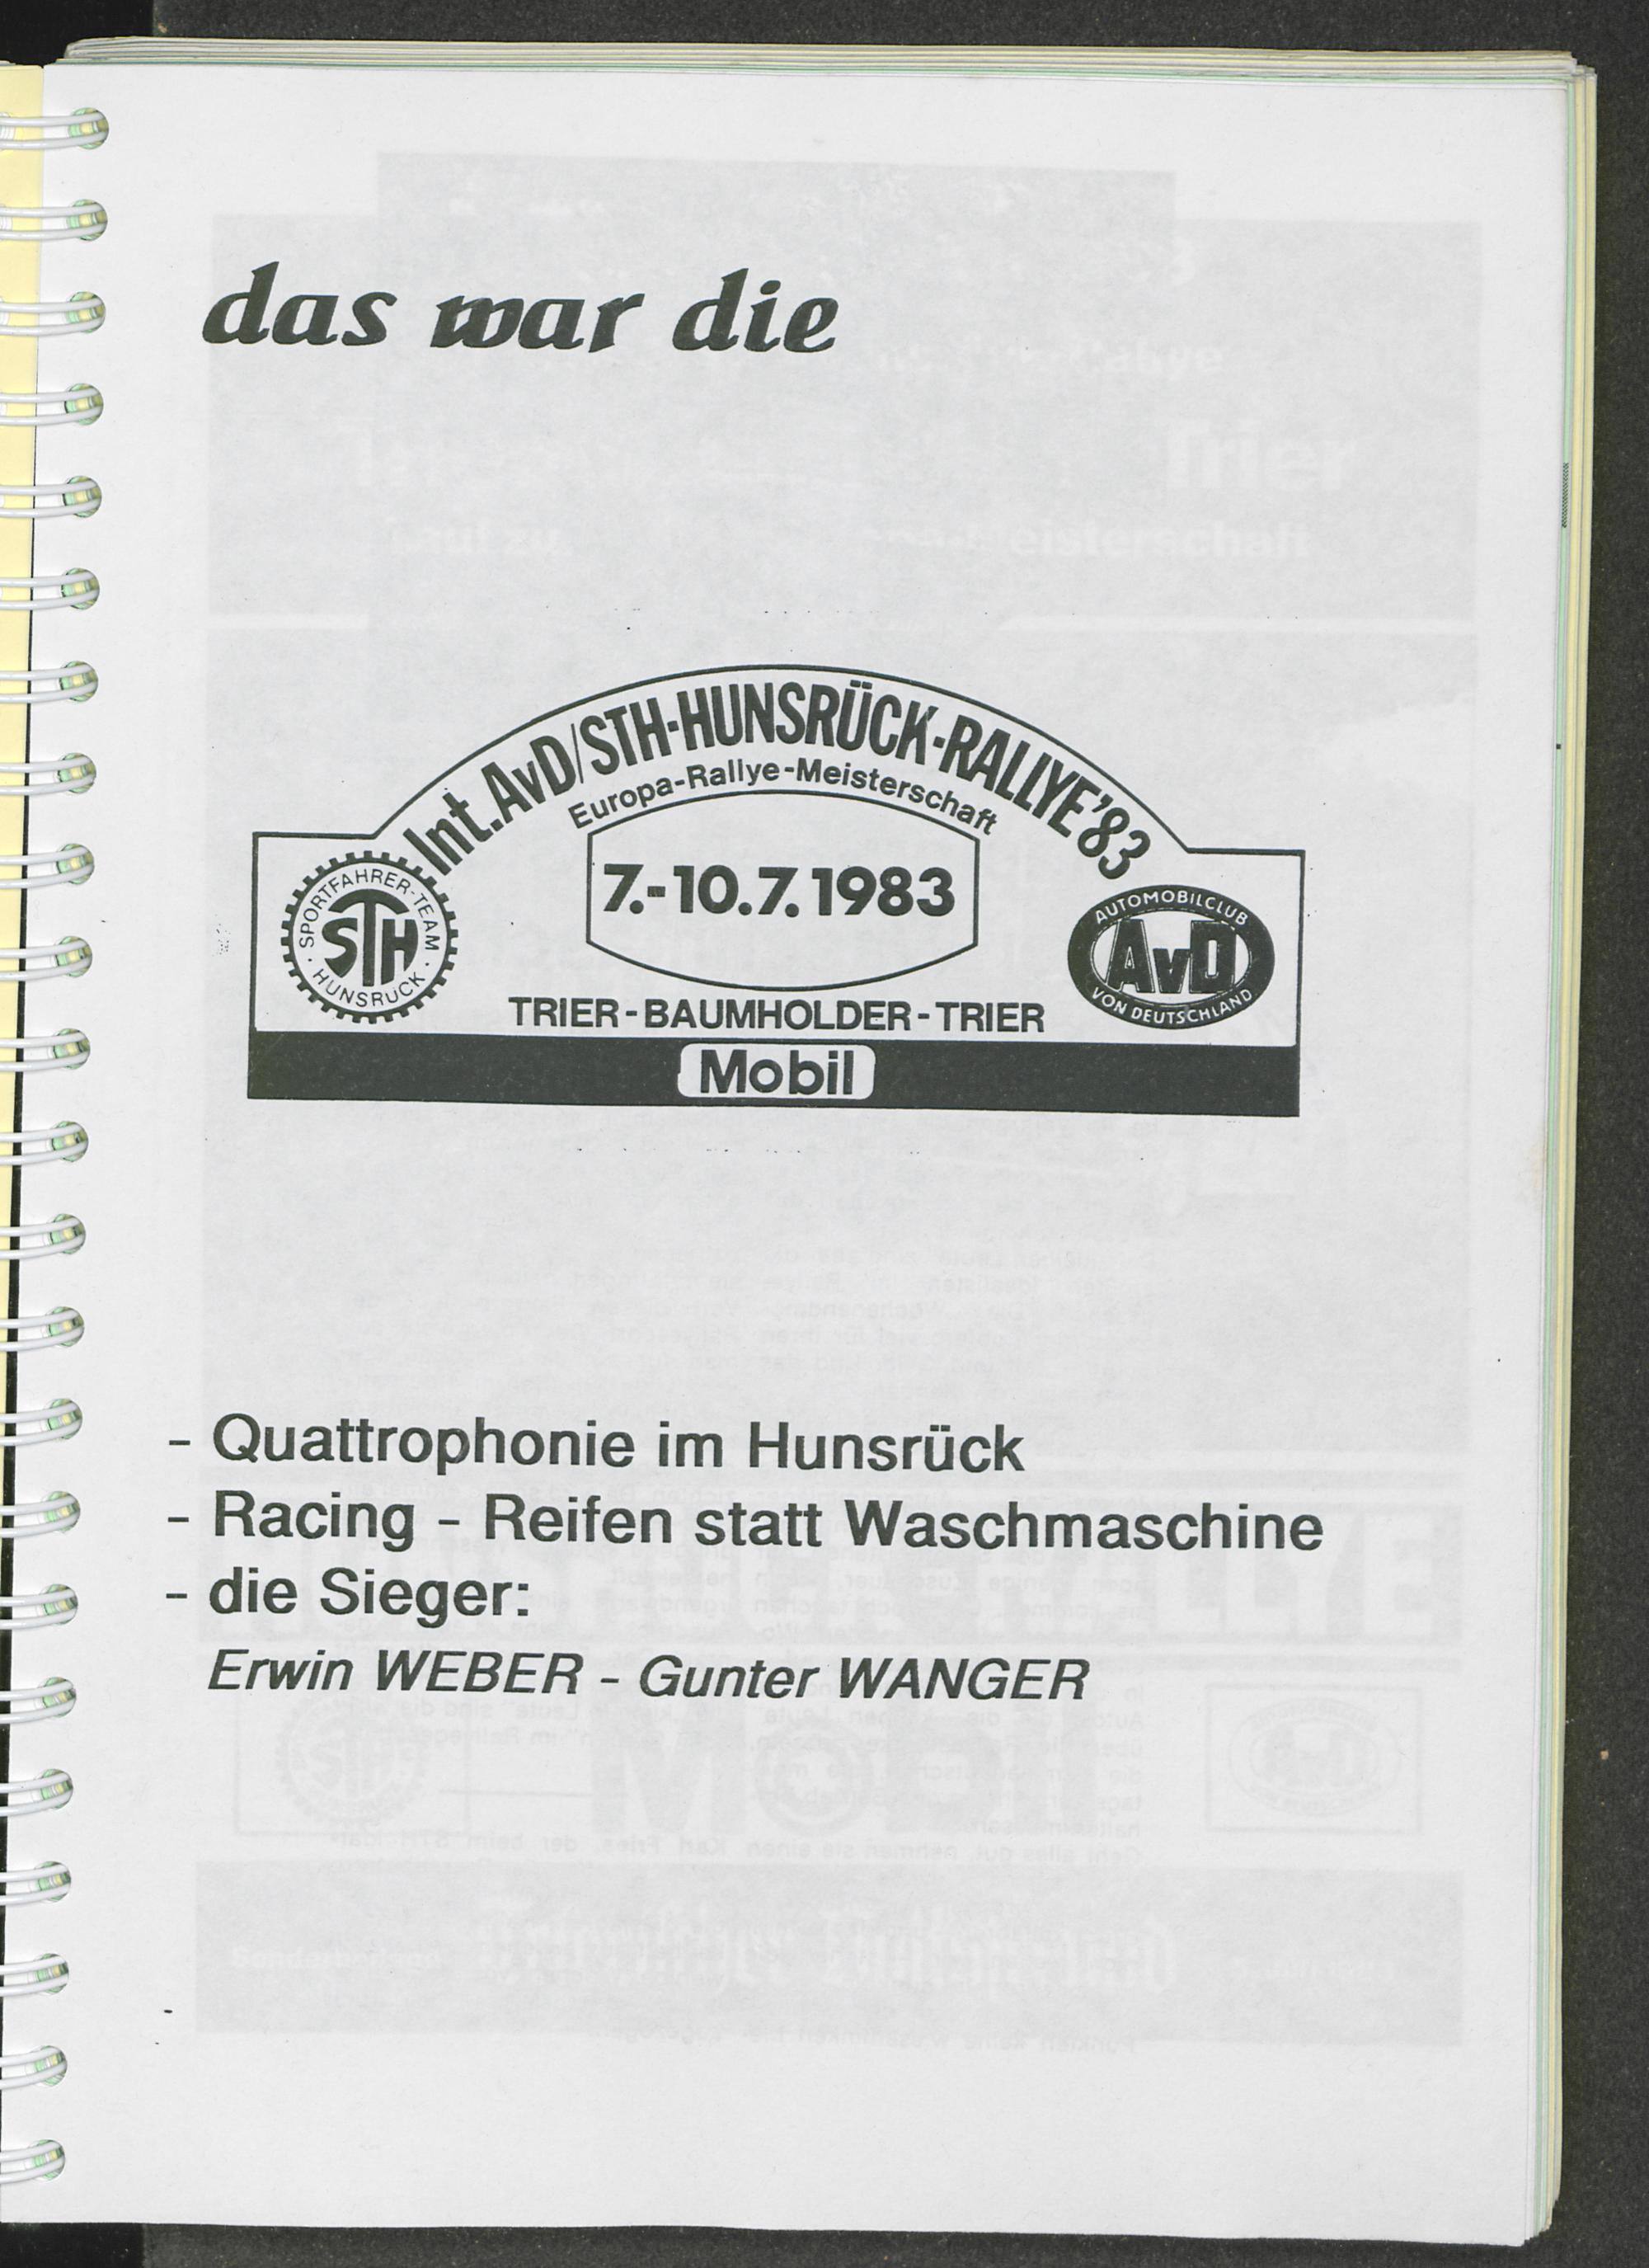 das war die
Int. AvD/STH-HUNSRÜCK-RALLYE'83
Europa-Rallye-Meisterschaft
7.-10.7.1983
SPORTFAHRER-TEAM
STH
· HUNSRÜCK ·
AUTOMOBILCLUB
AvD
VON DEUTSCHLAND
TRIER-BAUMHOLDER-TRIER
Mobil
- Quattrophonie im Hunsrück
- Racing - Reifen statt Waschmaschine
- die Sieger:
Erwin WEBER - Gunter WANGER